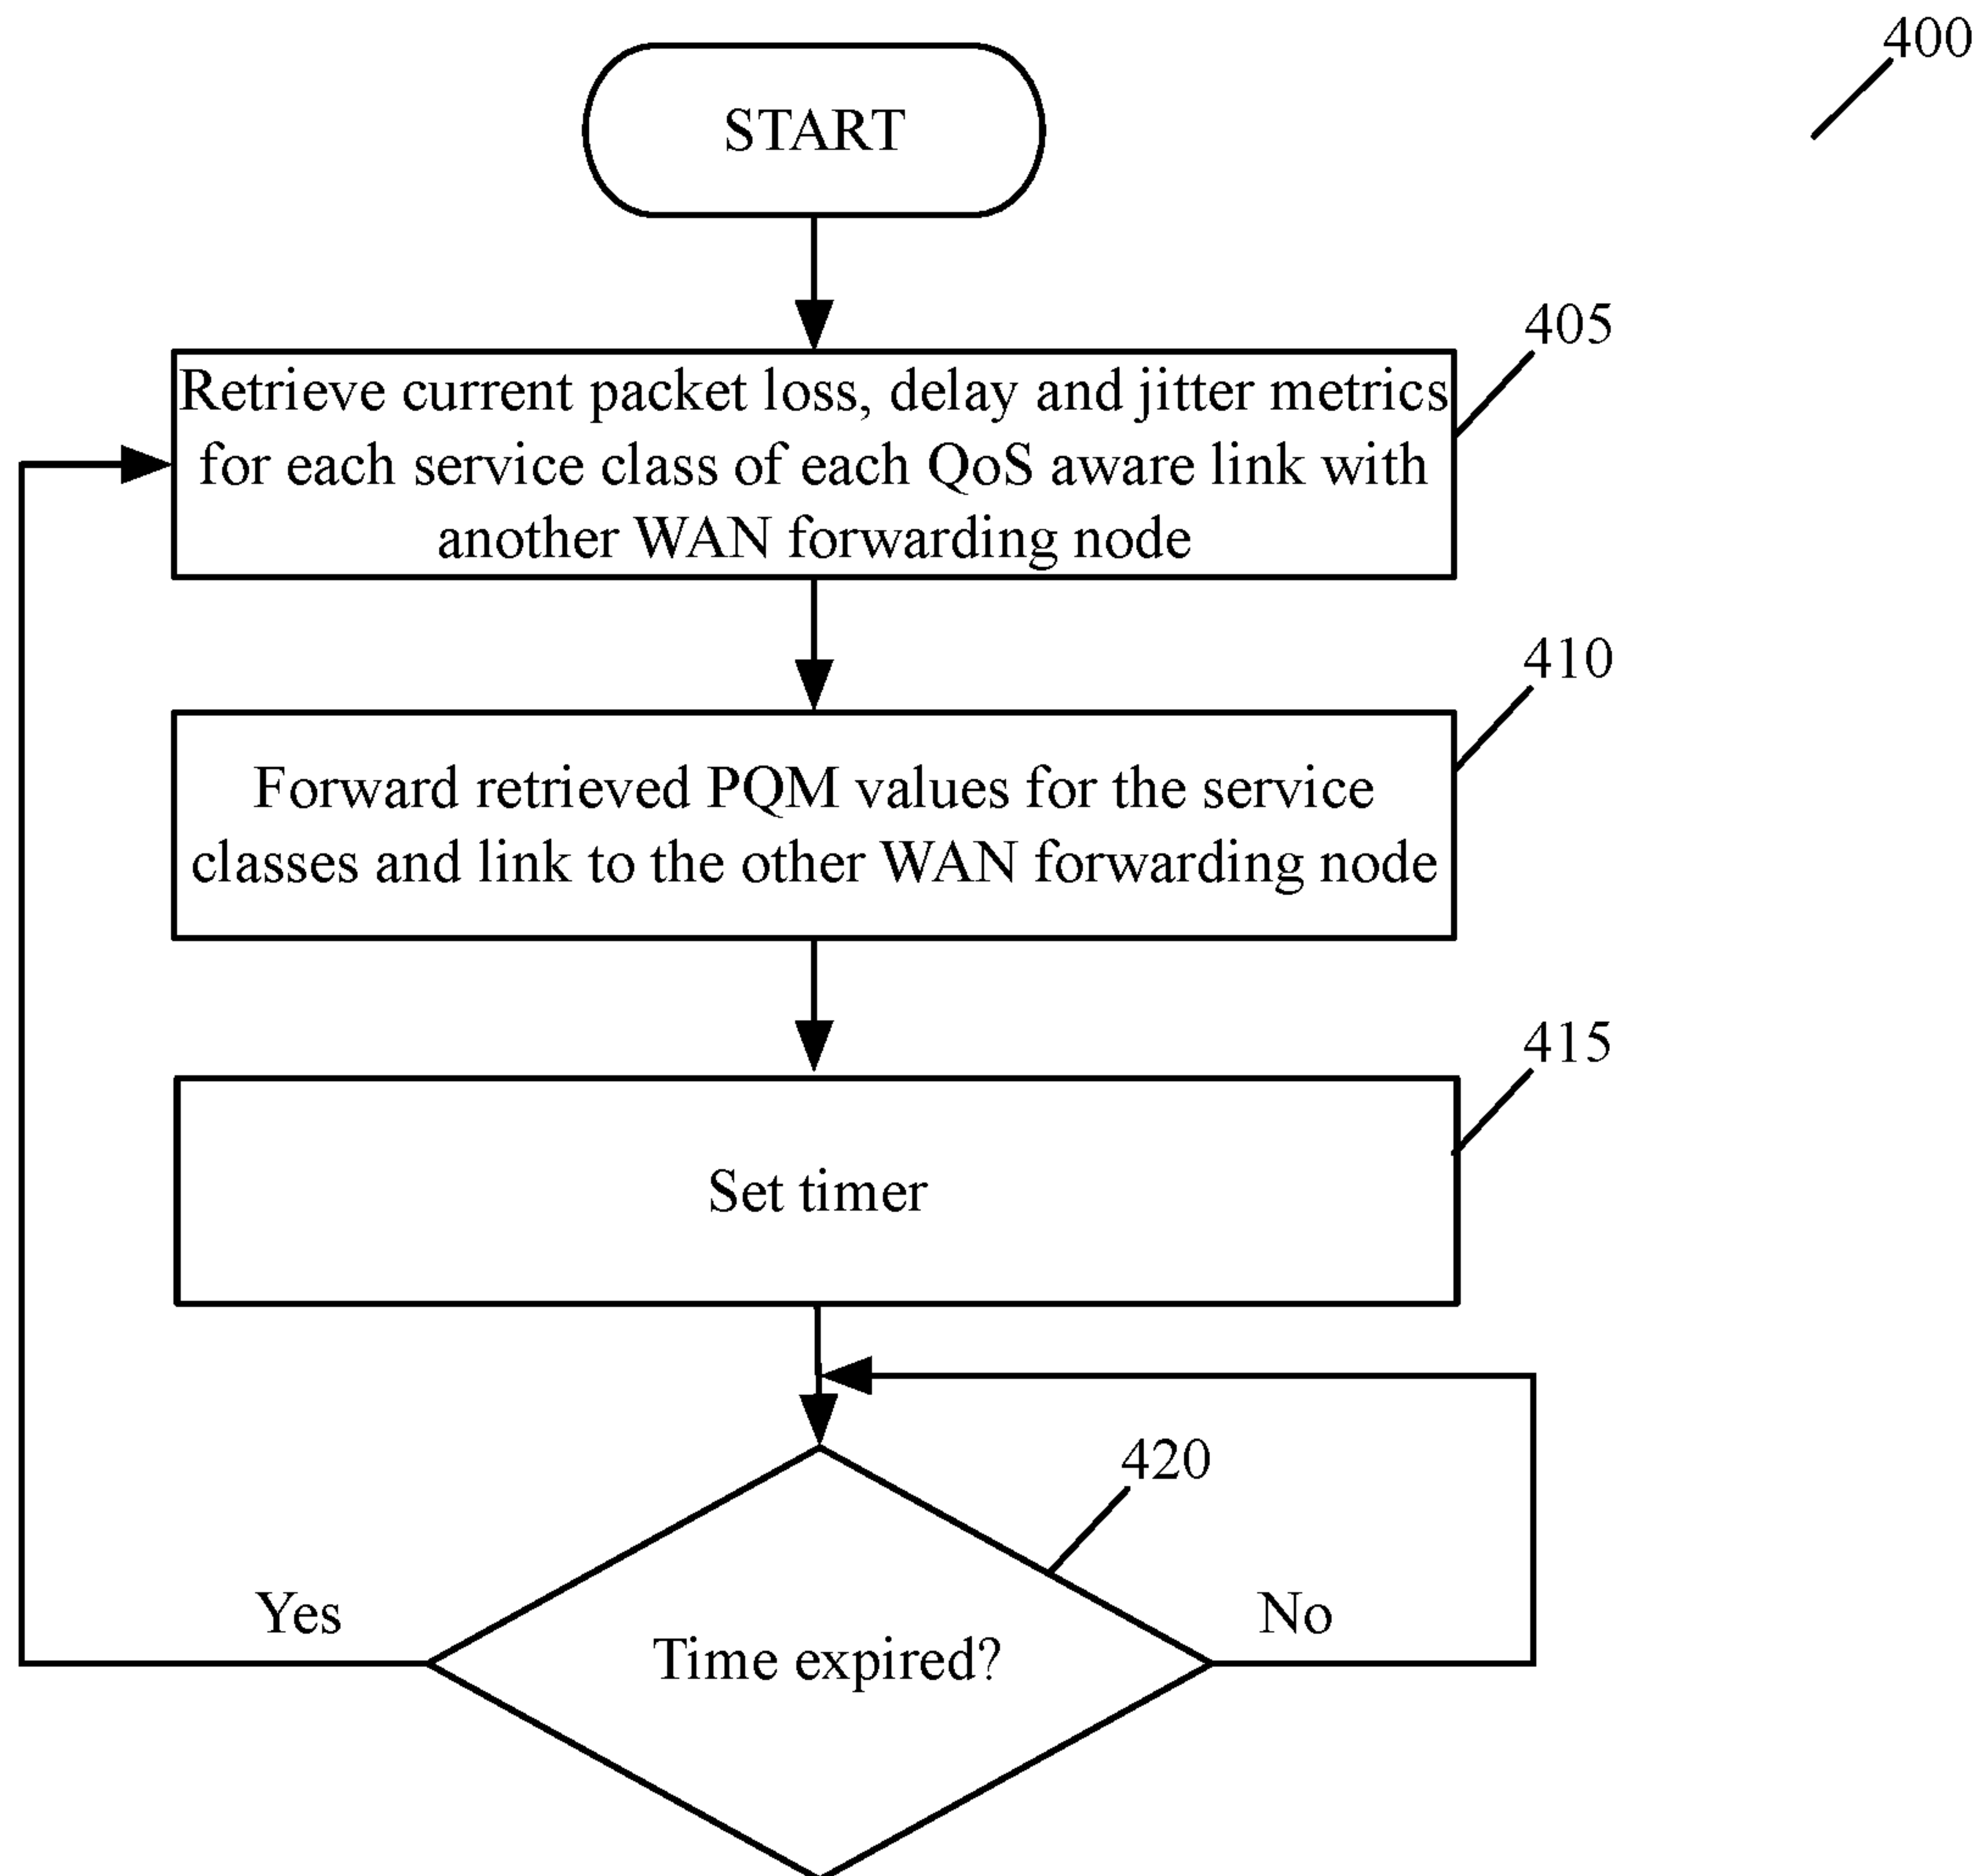 400
START
405
Retrieve current packet loss, delay and jitter metrics
for each service class of each QoS aware link with
another WAN forwarding node
410
Forward retrieved PQM values for the service
classes and link to the other WAN forwarding node
415
Set timer
420
Yes
No
Time expired?